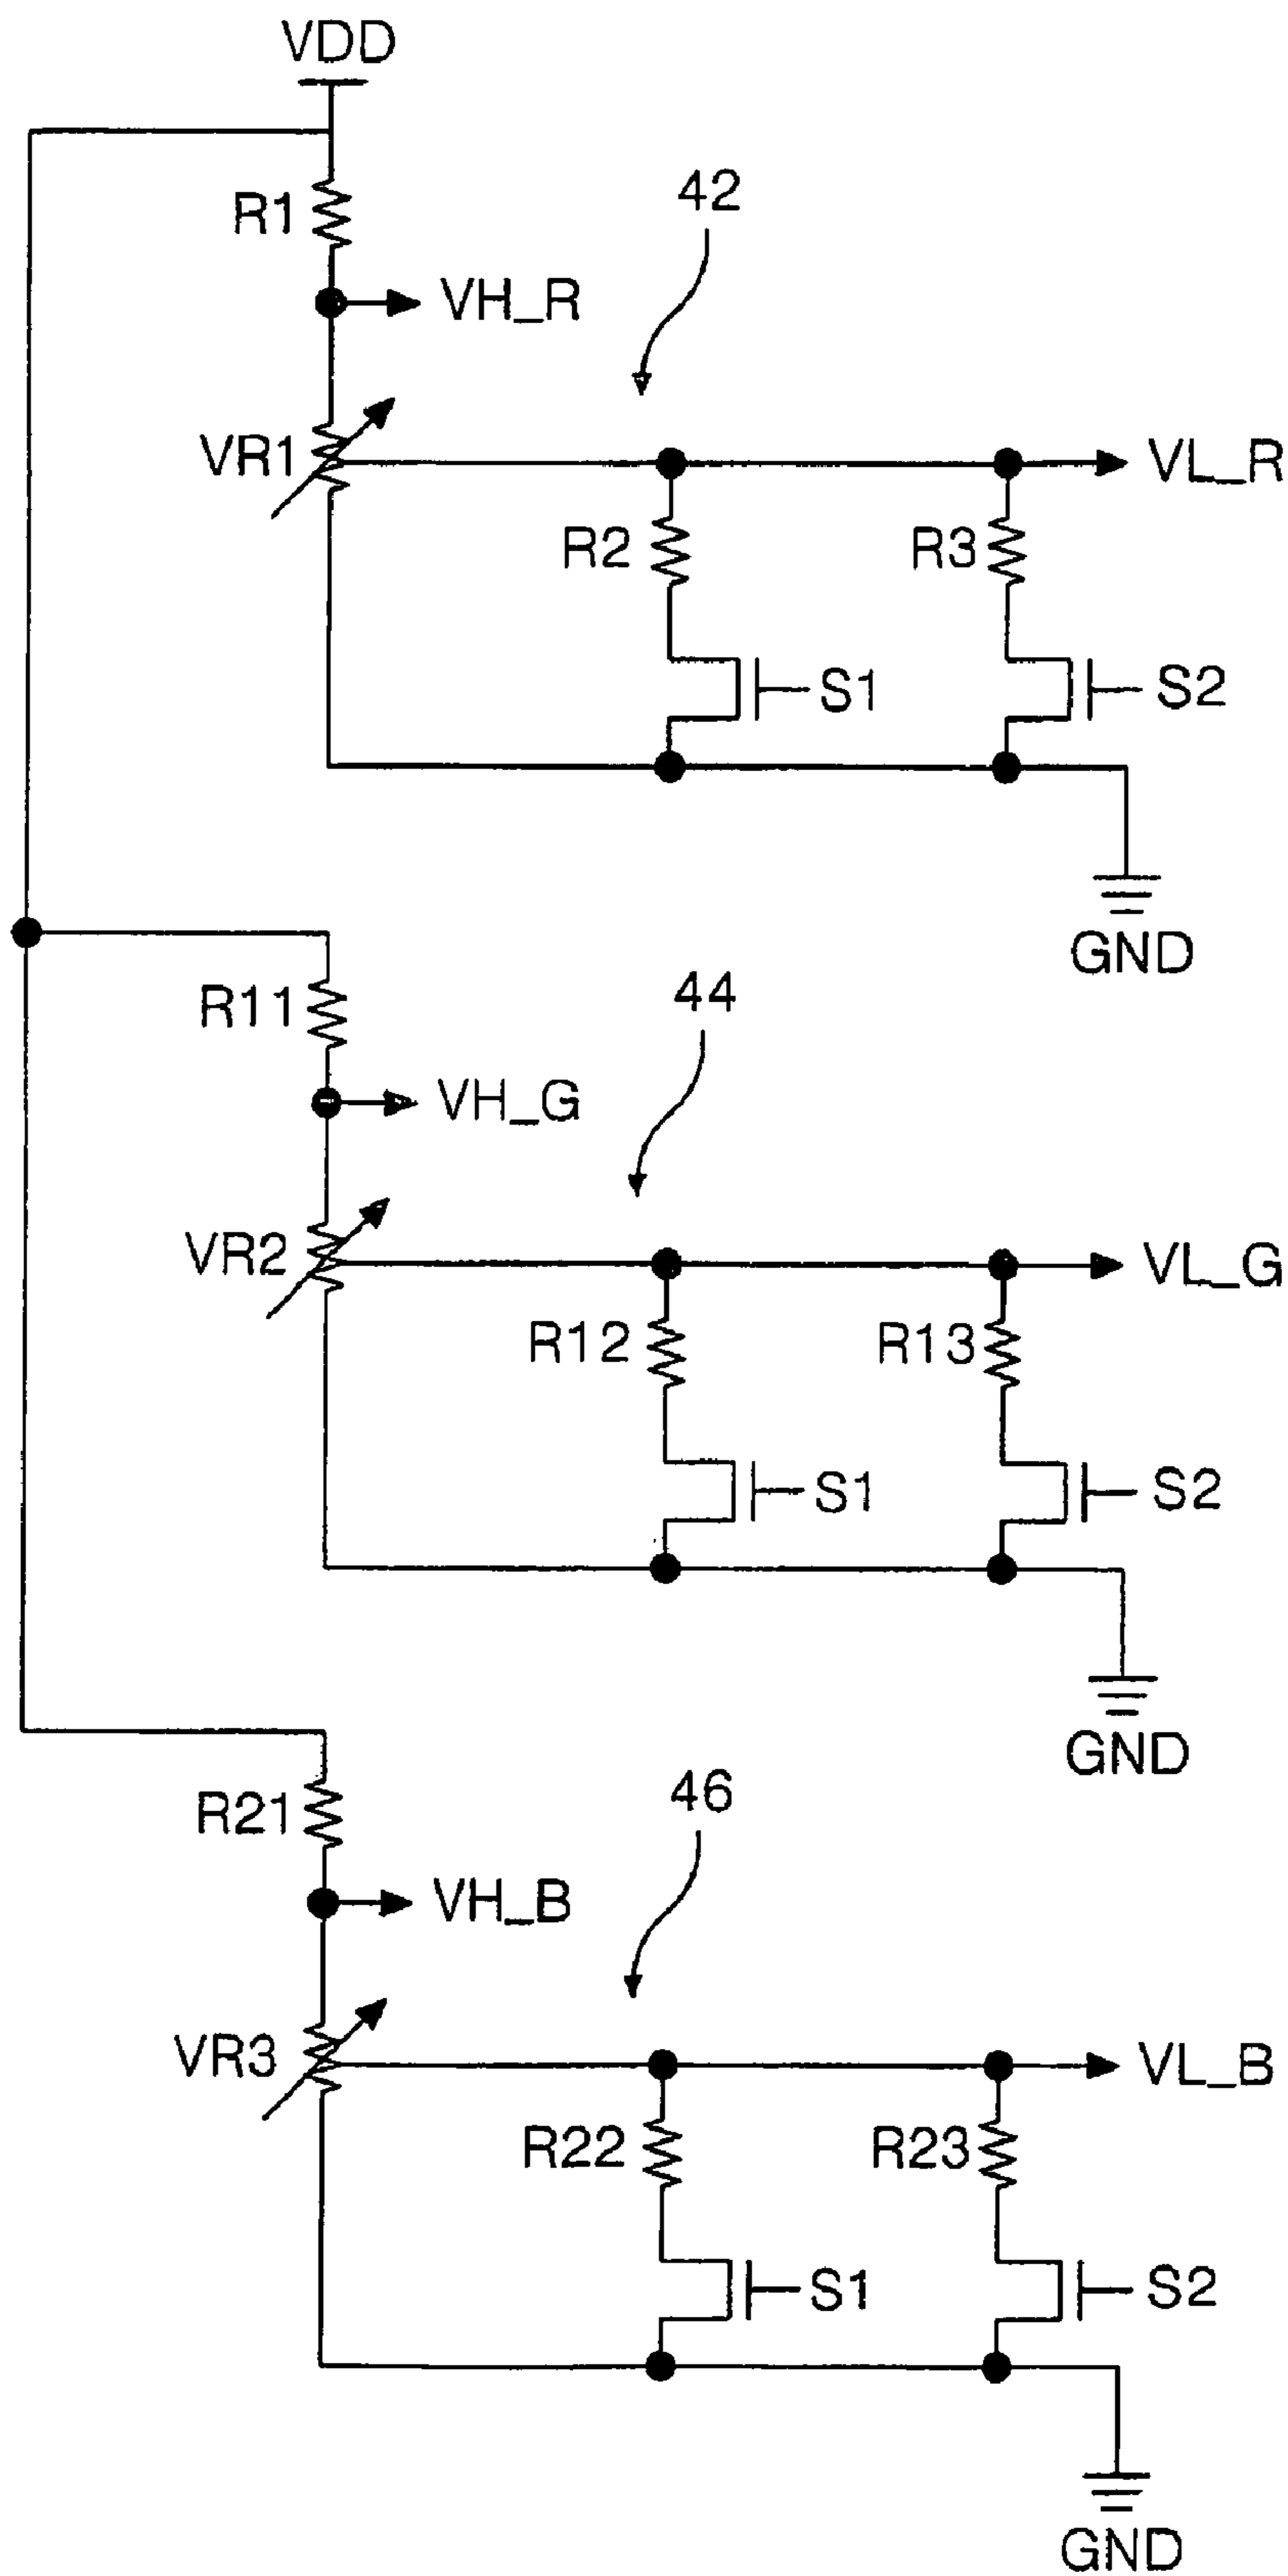 VDD
R1
42
VH_R
VR1
VL_R
R2
R3
S1
S2
GND
R11
44
VH_G
VR2
VL_G
R12
R13
S1
S2
GND
R21
46
VH_B
VR3
VL_B
R22
R23
S1
S2
GND